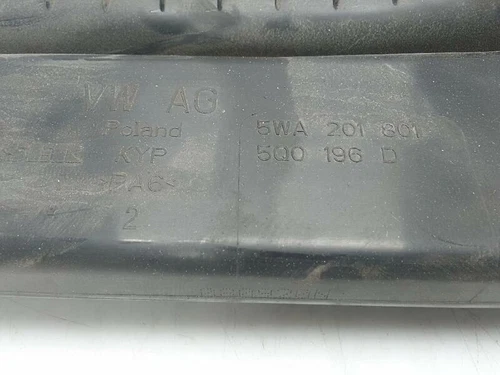 VW AG
Poland
KYP
2
5WA 201 801
5Q0 196 D